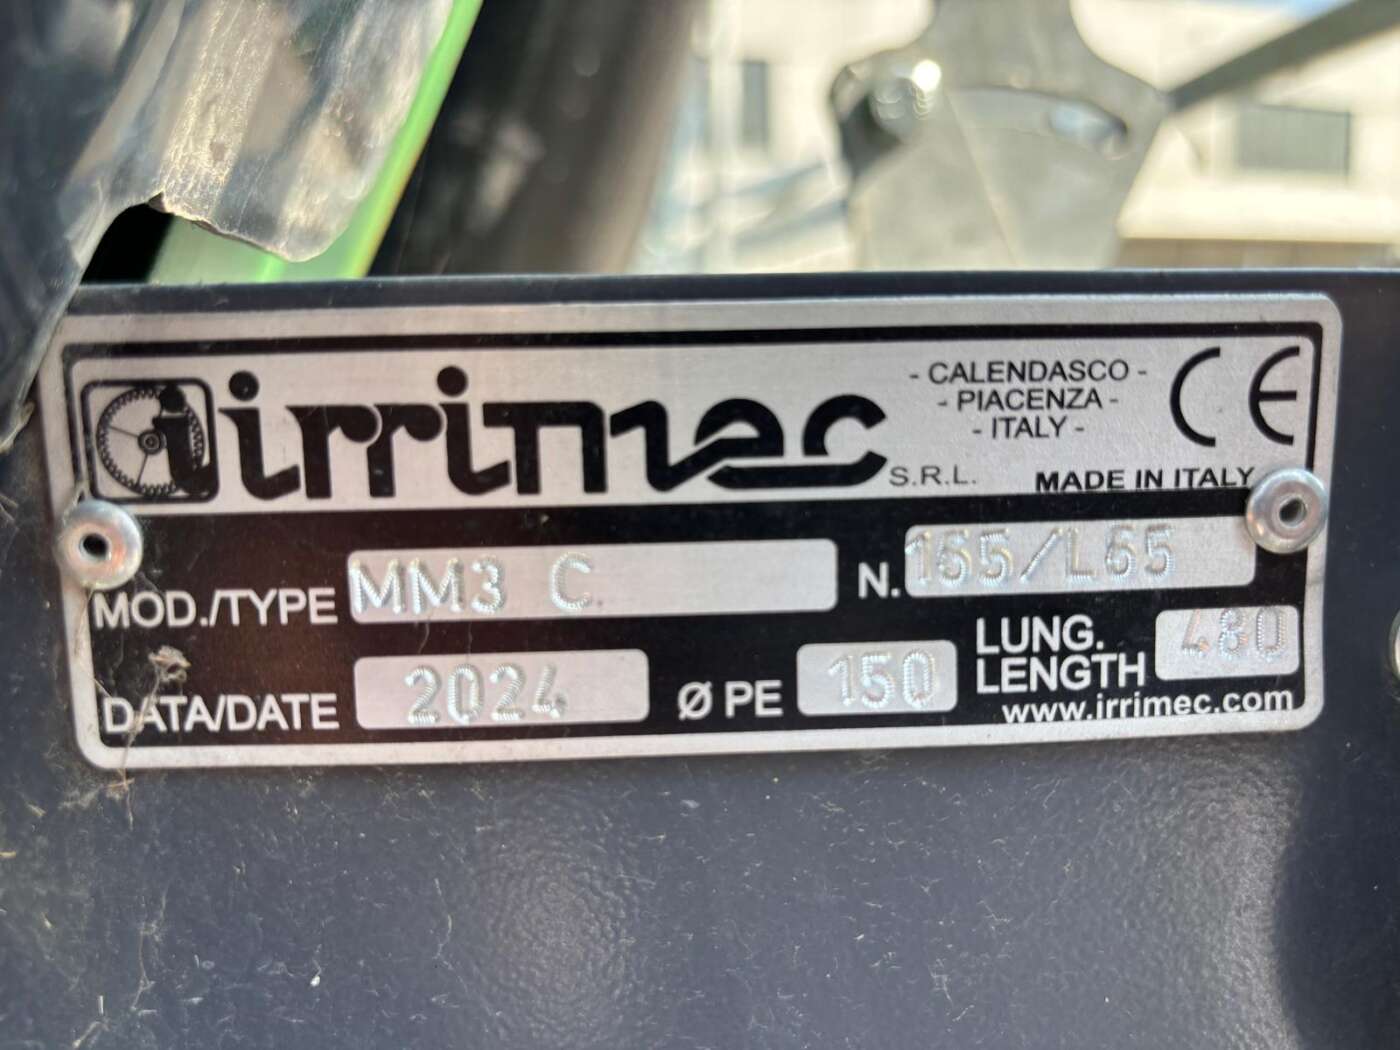 irrimec S.R.L.
- CALENDASCO -
- PIACENZA -
- ITALY -
CE
MADE IN ITALY
MOD./TYPE MM3 C N. 165/L65
DATA/DATE 2024 Ø PE 150 LUNG. LENGTH 480
www.irrimec.com